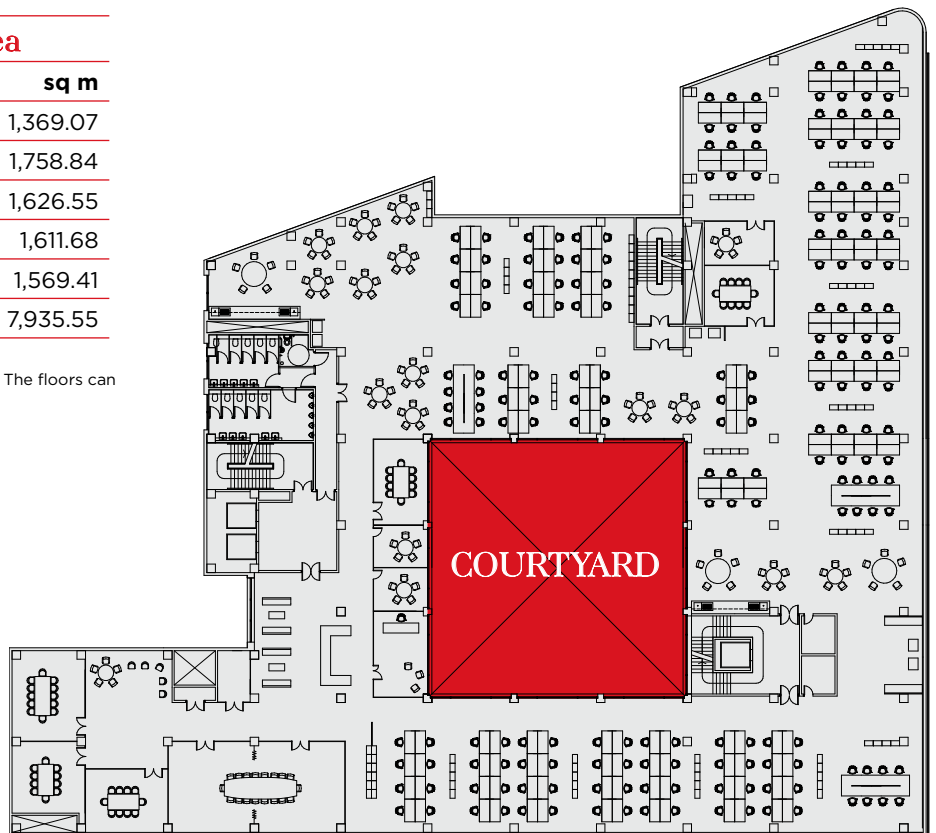 ea
sq m
1,369.07
1,758.84
1,626.55
1,611.68
1,569.41
7,935.55
The floors can
COURTYARD